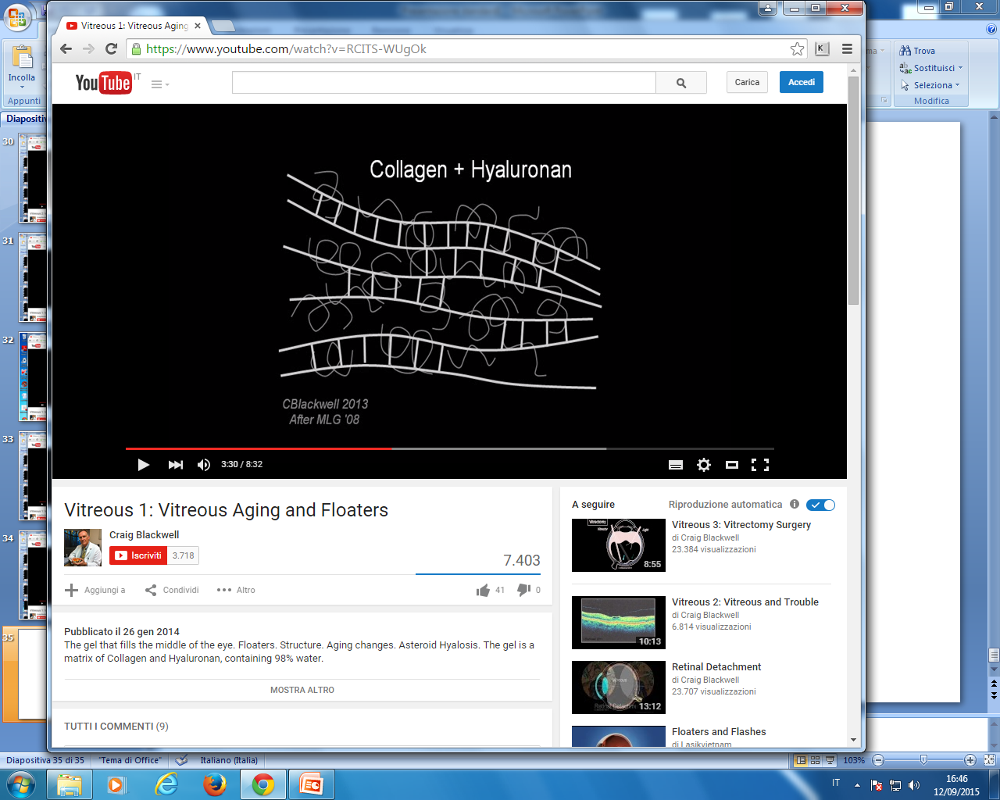 Vitreous 1: Vitreous Aging
https://www.youtube.com/watch?v=RCITS-WUgOk
YouTube IT
Carica
Accedi
Incolla
Appunti
Trova
Sostituisci
Seleziona
Modifica
Diapositiv
30
31
32
33
34
35
Collagen + Hyaluronan
CBlackwell 2013
After MLG '08
3:30 / 8:32
Vitreous 1: Vitreous Aging and Floaters
Craig Blackwell
Iscriviti 3.718
7.403
Aggiungi a Condividi Altro 41 0
Pubblicato il 26 gen 2014
The gel that fills the middle of the eye. Floaters. Structure. Aging changes. Asteroid Hyalosis. The gel is a
matrix of Collagen and Hyaluronan, containing 98% water.
MOSTRA ALTRO
TUTTI I COMMENTI (9)
A seguire Riproduzione automatica
Vitrectomy
Light
8:55
Vitreous 3: Vitrectomy Surgery
di Craig Blackwell
23.384 visualizzazioni
10:13
Vitreous 2: Vitreous and Trouble
di Craig Blackwell
6.814 visualizzazioni
13:12
Retinal Detachment
di Craig Blackwell
23.707 visualizzazioni
Floaters and Flashes
di Lasikvietnam
Diapositiva 35 di 35 "Tema di Office" Italiano (Italia) 103%
IT
16:46
12/09/2015